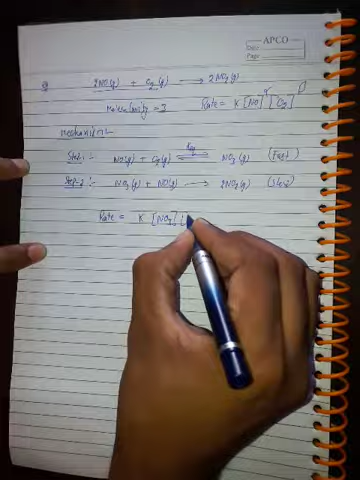 APCO
Date
Page
Q 2NO(g) + O₂(g) ⟶ 2NO₂(g)
Molecularity = 3 Rate = K [NO]^α [O₂]^β
Mechanism:-
Step-1:- NO(g) + O₂(g) ⇌ NO₃(g) (Fast)
Step-2:- NO₃(g) + NO(g) ⟶ 2NO₂(g) (Slow)
Rate = K [NO₃] [